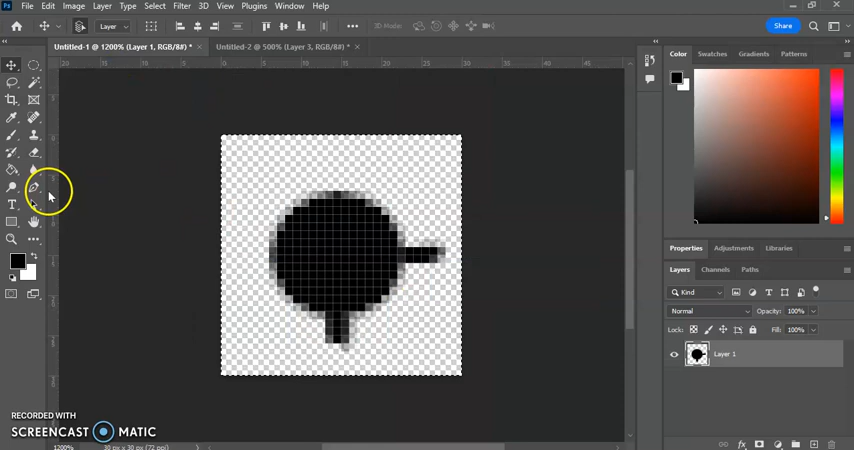 Ps File Edit Image Layer Type Select Filter 3D View Plugins Window Help
Layer 3D Mode: Share
Untitled-1 @ 1200% (Layer 1, RGB/8#) * × Untitled-2 @ 500% (Layer 3, RGB/8#) * ×
Color Swatches Gradients Patterns
Properties Adjustments Libraries
Layers Channels Paths
Kind
Normal Opacity: 100%
Lock: Fill: 100%
Layer 1
T
RECORDED WITH
SCREENCAST MATIC
1200% 30 px x 30 px (72 ppi)